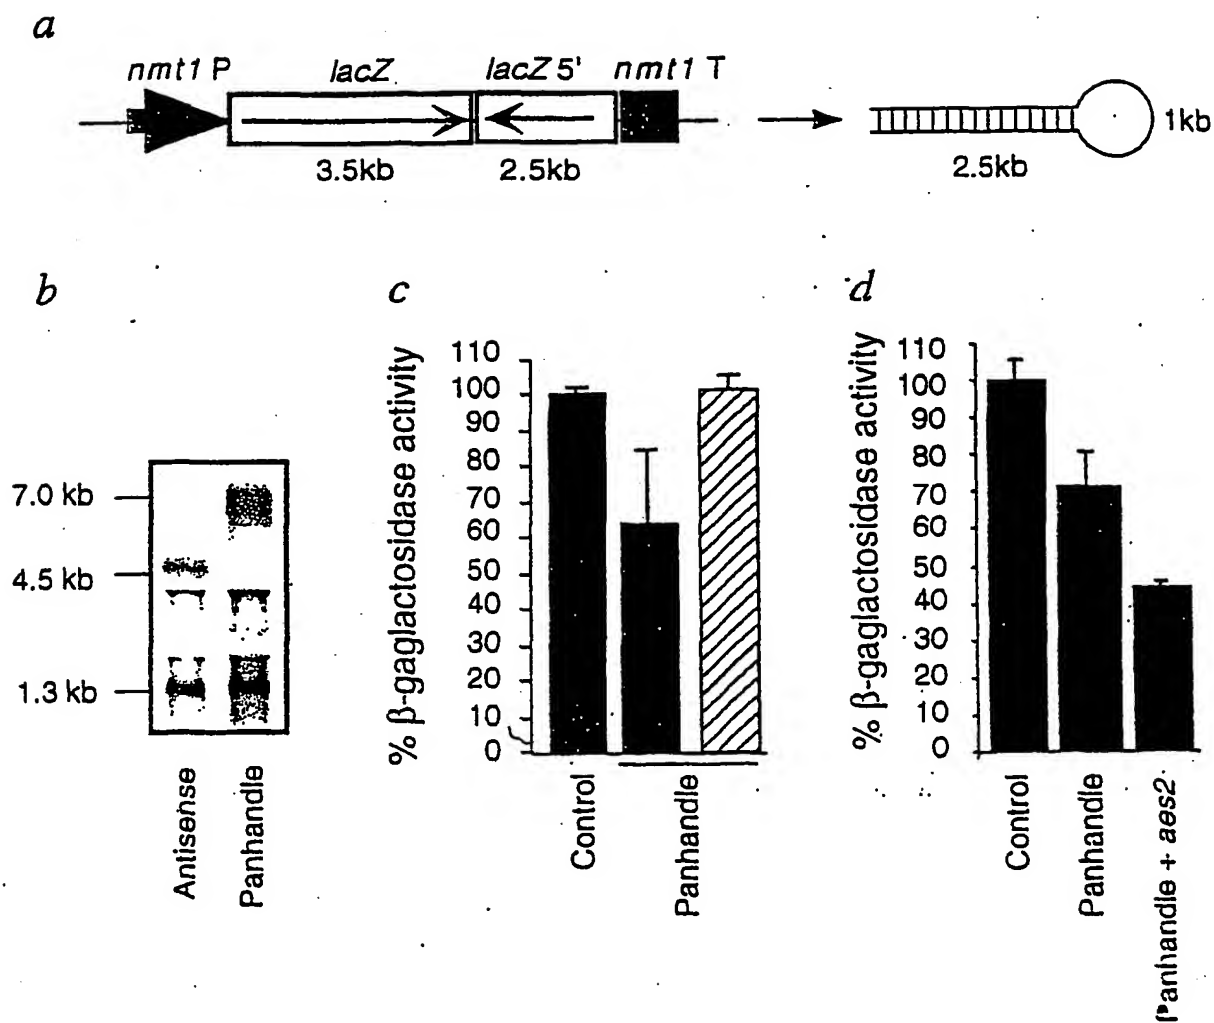 a
nmt1 P lacZ lacZ 5' nmt1 T
3.5kb 2.5kb
2.5kb
1kb
b
7.0 kb
4.5 kb
1.3 kb
Antisense
Panhandle
c
% β-gaglactosidase activity
110
100
90
80
70
60
50
40
30
20
10
0
Control
Panhandle
d
% β-gaglactosidase activity
110
100
90
80
70
60
50
40
30
20
10
0
Control
Panhandle
Panhandle + aes2